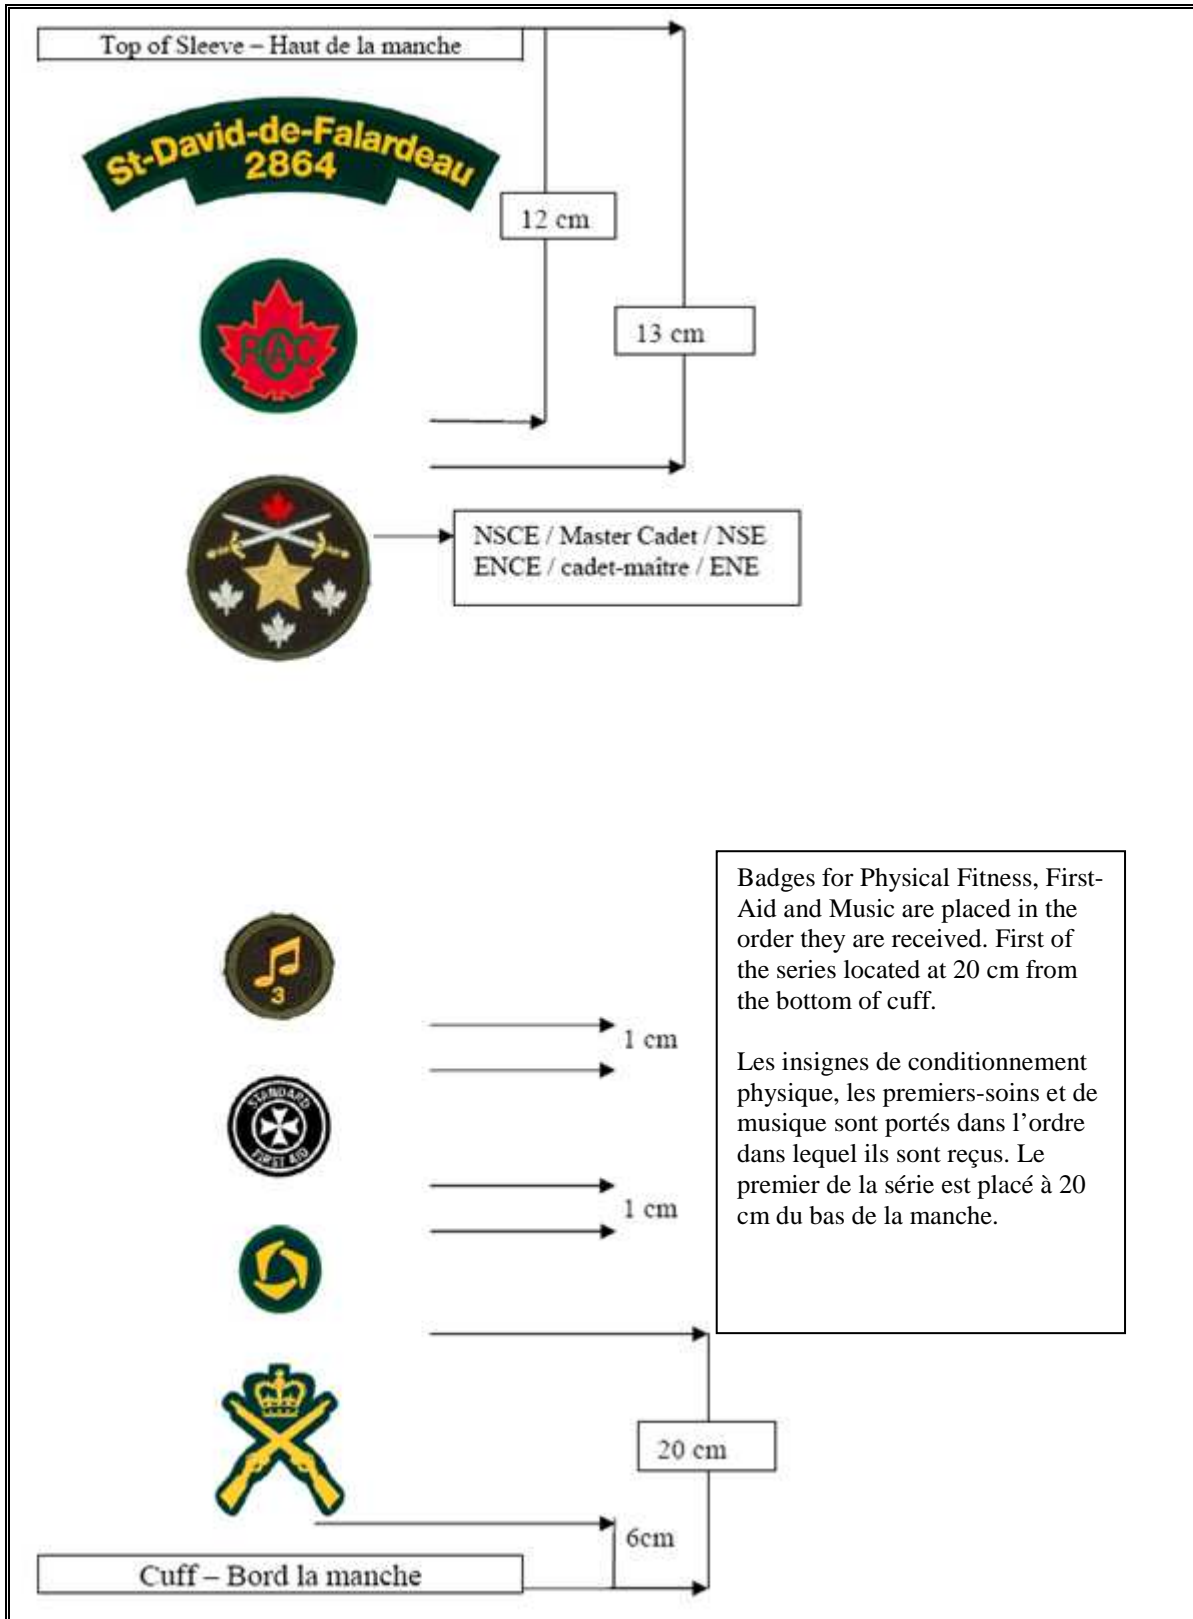 Top of Sleeve – Haut de la manche
St-David-de-Falardeau
2864
12 cm
13 cm
RCAC
NSCE / Master Cadet / NSE
ENCE / cadet-maître / ENE
Badges for Physical Fitness, First-
Aid and Music are placed in the
order they are received. First of
the series located at 20 cm from
the bottom of cuff.
Les insignes de conditionnement
physique, les premiers-soins et de
musique sont portés dans l’ordre
dans lequel ils sont reçus. Le
premier de la série est placé à 20
cm du bas de la manche.
3
1 cm
STANDARD
FIRST AID
1 cm
20 cm
6cm
Cuff – Bord la manche